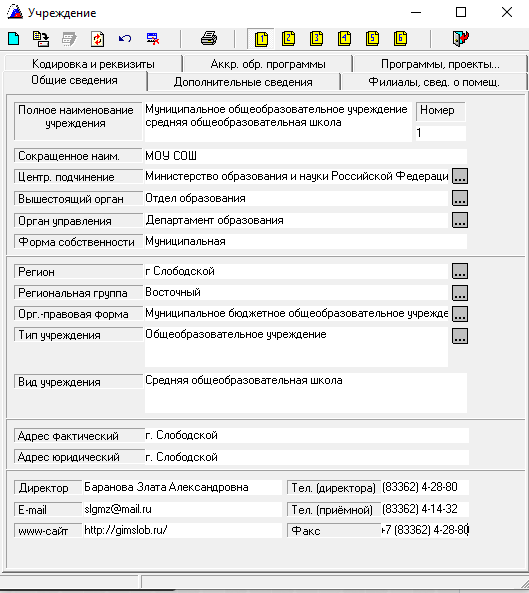 Учреждение
1 2 3 4 5 6
Кодировка и реквизиты Аккр. обр. программы Программы, проекты...
Общие сведения Дополнительные сведения Филиалы, свед. о помещ.
Полное наименование учреждения
Муниципальное общеобразовательное учреждение
средняя общеобразовательная школа
Номер
1
Сокращенное наим. МОУ СОШ
Центр. подчинение Министерство образования и науки Российской Федераци ...
Вышестоящий орган Отдел образования ...
Орган управления Департамент образования ...
Форма собственности Муниципальная
Регион г Слободской ...
Региональная группа Восточный ...
Орг.-правовая форма Муниципальное бюджетное общеобразовательное учрежде ...
Тип учреждения Общеобразовательное учреждение ...
Вид учреждения Средняя общеобразовательная школа
Адрес фактический г. Слободской
Адрес юридический г. Слободской
Директор Баранова Злата Александровна Тел. (директора) (83362) 4-28-80
E-mail slgmz@mail.ru Тел. (приёмной) (83362) 4-14-32
www-сайт http://gimslob.ru/ Факс +7 (83362) 4-28-80